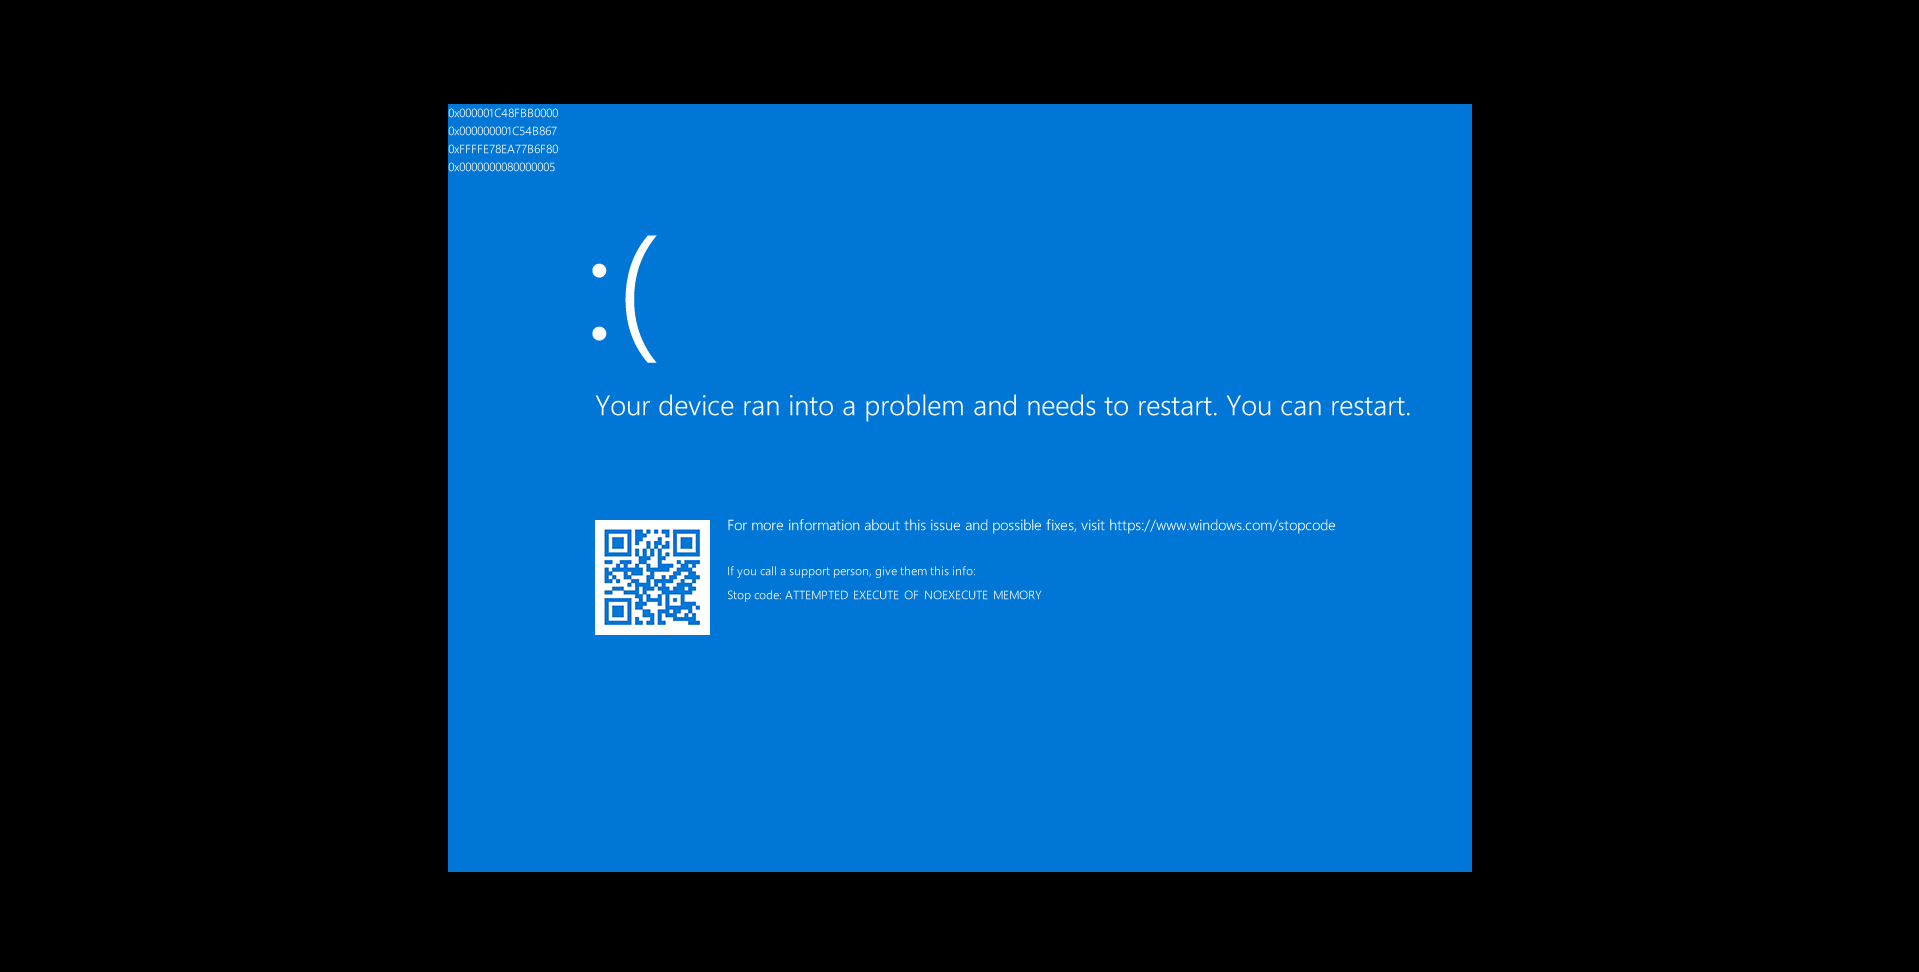 0x000001C48FBB0000
0x000000001C54B867
0xFFFFE78EA77B6F80
0x0000000080000005
:(
Your device ran into a problem and needs to restart. You can restart.
For more information about this issue and possible fixes, visit https://www.windows.com/stopcode
If you call a support person, give them this info:
Stop code: ATTEMPTED EXECUTE OF NOEXECUTE MEMORY